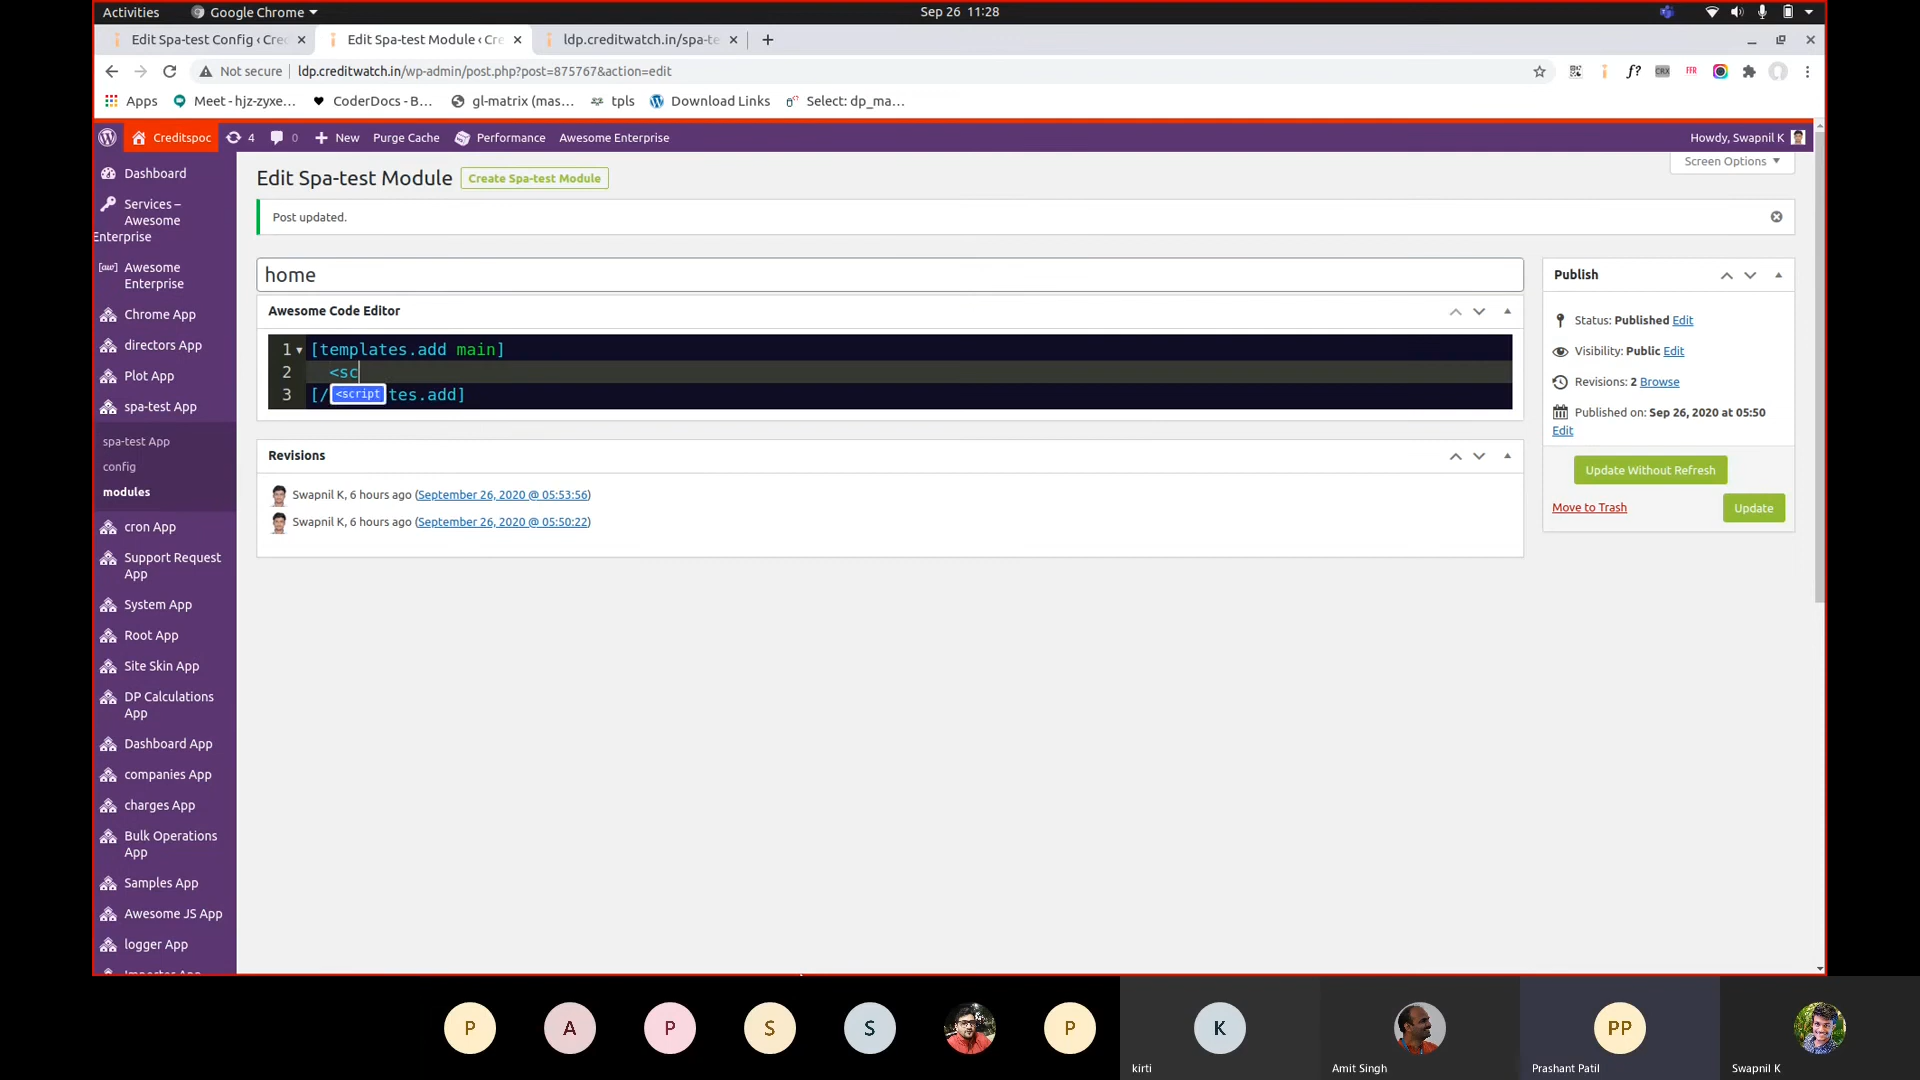 Activities
Google Chrome
Sep 26 11:28
Edit Spa-test Config ‹ Cre
Edit Spa-test Module ‹ Cre
ldp.creditwatch.in/spa-te
Not secure
ldp.creditwatch.in/wp-admin/post.php?post=875767&action=edit
f?
CRX
FFR
Apps
Meet - hjz-zyxe...
CoderDocs - B...
gl-matrix (mas...
tpls
Download Links
Select: dp_ma...
Creditspoc
4
0
New
Purge Cache
Performance
Awesome Enterprise
Howdy, Swapnil K
Dashboard
Services –
Awesome
Enterprise
[aw] Awesome
Enterprise
Chrome App
directors App
Plot App
spa-test App
spa-test App
config
modules
cron App
Support Request
App
System App
Root App
Site Skin App
DP Calculations
App
Dashboard App
companies App
charges App
Bulk Operations
App
Samples App
Awesome JS App
logger App
Screen Options
Edit Spa-test Module
Create Spa-test Module
Post updated.
home
Awesome Code Editor
1 [templates.add main]
2 <sc
3 [/ <script tes.add]
Revisions
Swapnil K, 6 hours ago (September 26, 2020 @ 05:53:56)
Swapnil K, 6 hours ago (September 26, 2020 @ 05:50:22)
Publish
Status: Published Edit
Visibility: Public Edit
Revisions: 2 Browse
Published on: Sep 26, 2020 at 05:50
Edit
Update Without Refresh
Move to Trash
Update
P
A
P
S
S
P
K
PP
kirti
Amit Singh
Prashant Patil
Swapnil K